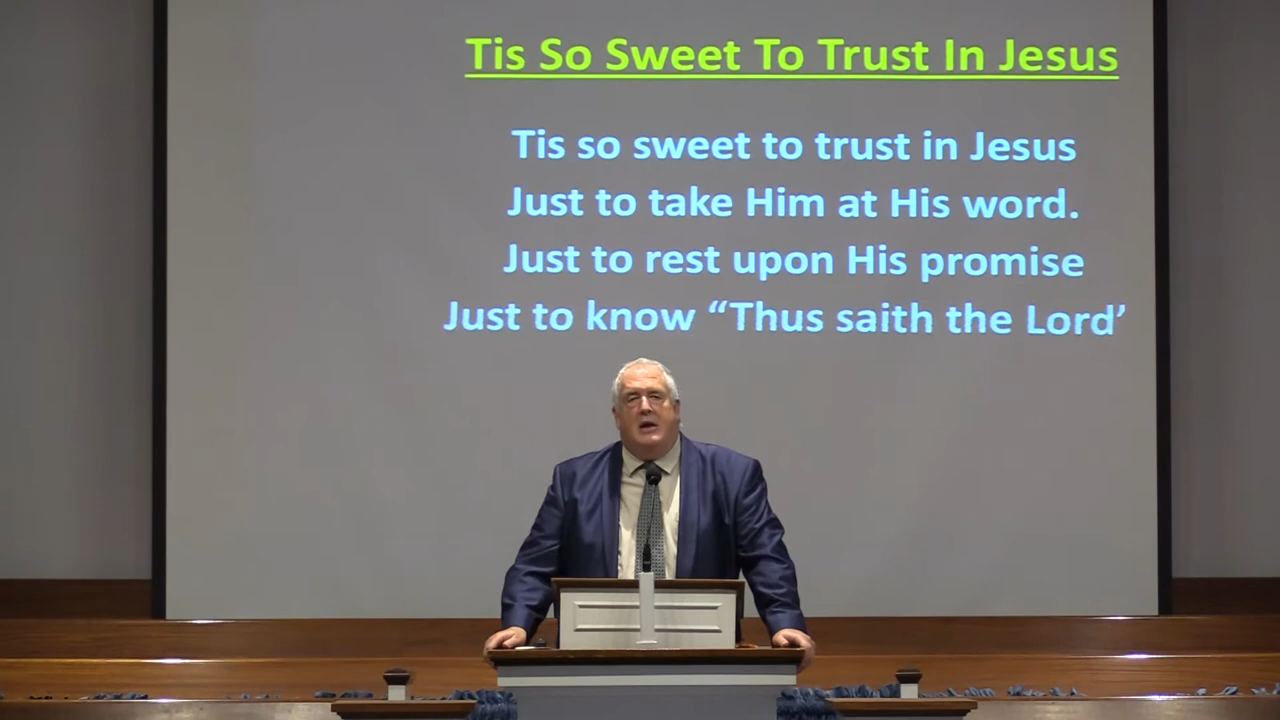 Tis So Sweet To Trust In Jesus
Tis so sweet to trust in Jesus
Just to take Him at His word.
Just to rest upon His promise
Just to know “Thus saith the Lord’